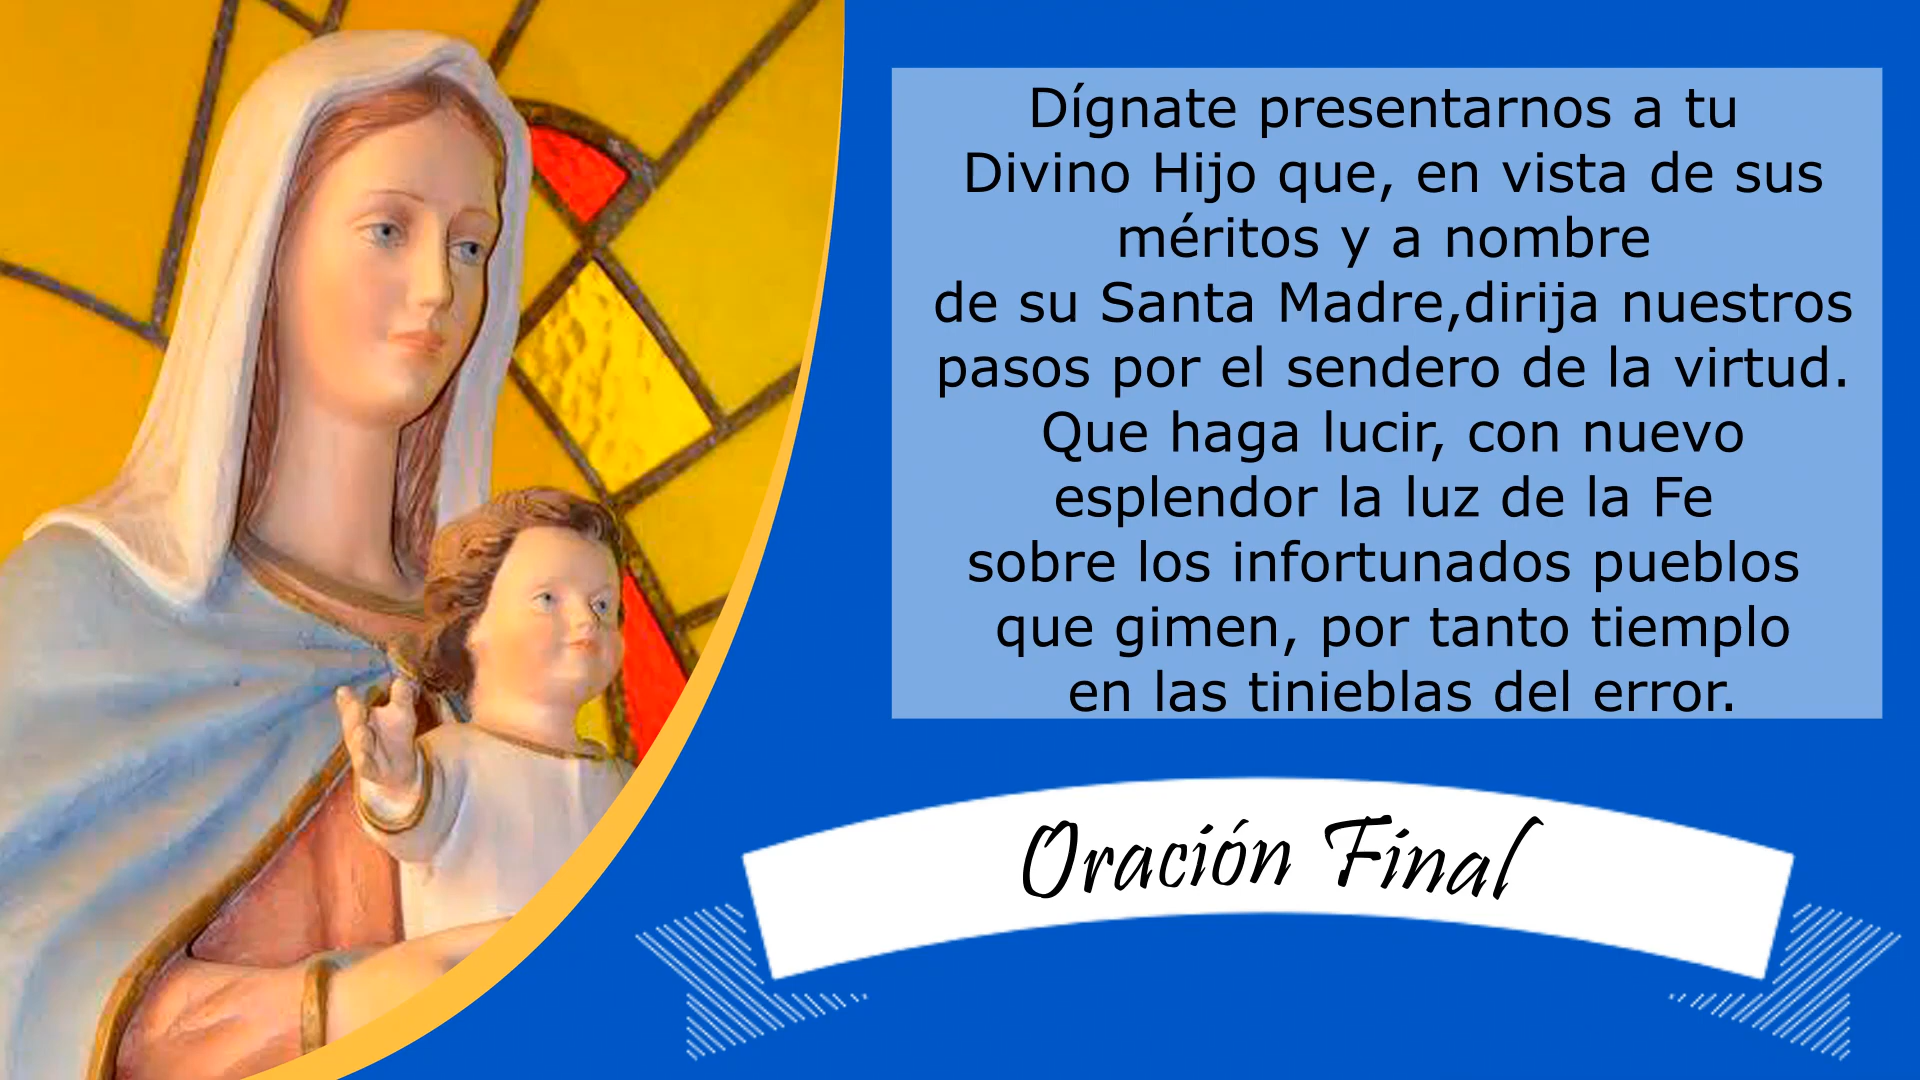 Dígnate presentarnos a tu
Divino Hijo que, en vista de sus
méritos y a nombre
de su Santa Madre,dirija nuestros
pasos por el sendero de la virtud.
Que haga lucir, con nuevo
esplendor la luz de la Fe
sobre los infortunados pueblos
que gimen, por tanto tiemplo
en las tinieblas del error.
Oración Final